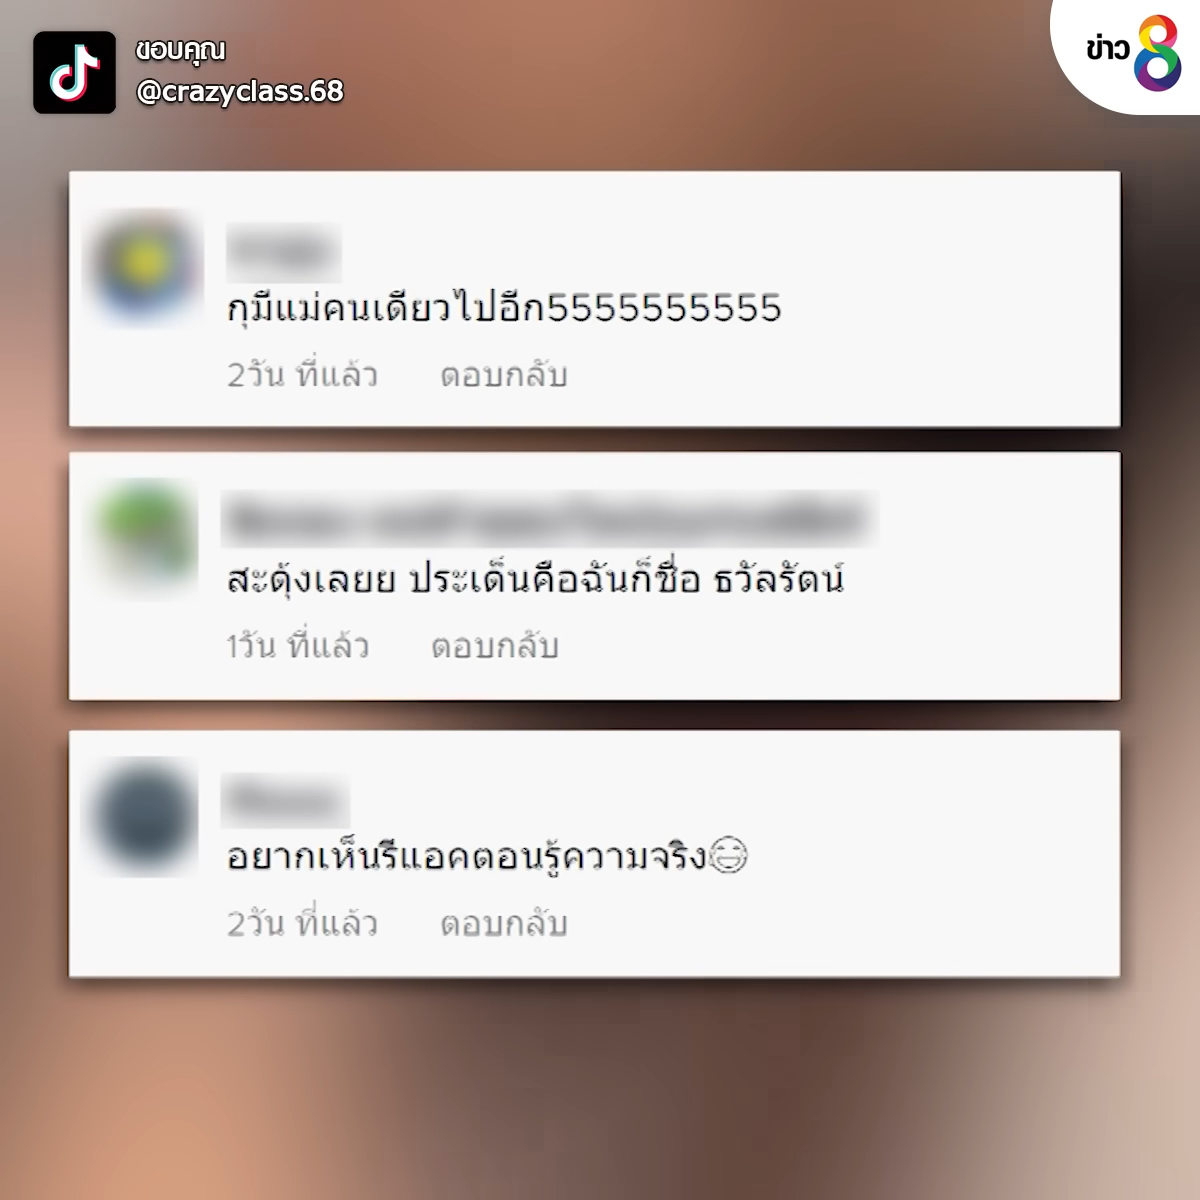 ขอบคุณ
@crazyclass.68
ข่าว 8
กุมีแม่คนเดียวไปอีก5555555555
2วัน ที่แล้ว ตอบกลับ
สะดุ้งเลยย ประเด็นคือฉันก็ชื่อ ธวัลรัตน์
1วัน ที่แล้ว ตอบกลับ
อยากเห็นรีแอคตอนรู้ความจริง😂
2วัน ที่แล้ว ตอบกลับ